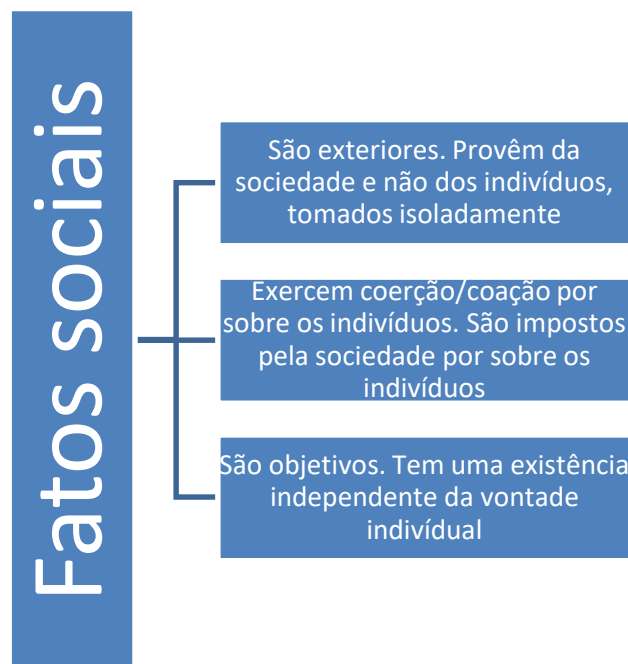 Fatos sociais
São exteriores. Provêm da
sociedade e não dos indivíduos,
tomados isoladamente
Exercem coerção/coação por
sobre os indivíduos. São impostos
pela sociedade por sobre os
indivíduos
São objetivos. Tem uma existência
independente da vontade
indívidual